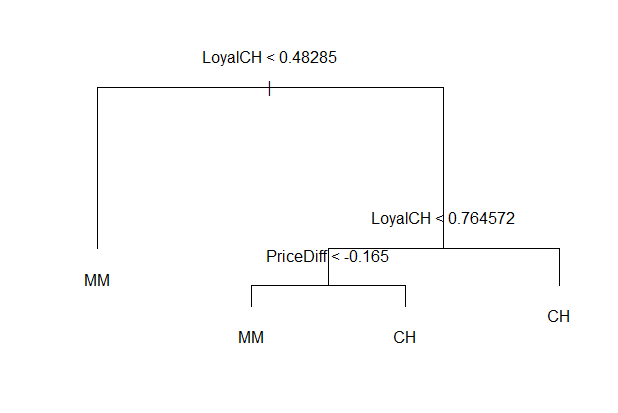 LoyalCH < 0.48285
LoyalCH < 0.764572
PriceDiff < -0.165
MM
CH
MM
CH